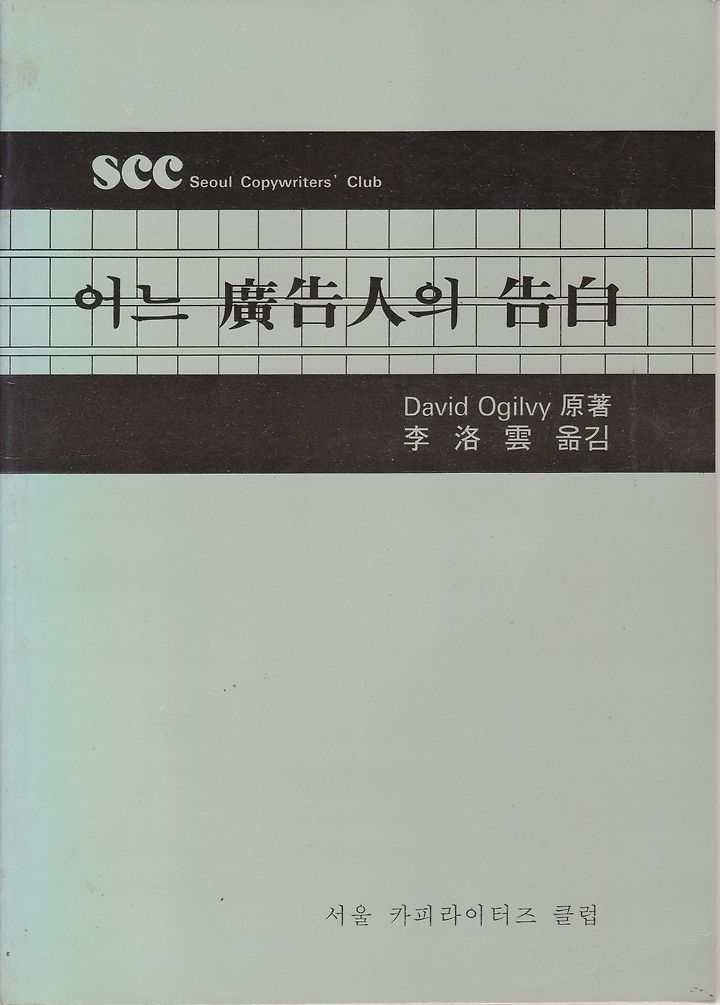 scc Seoul Copywriters' Club
어느 廣告人의 告白
David Ogilvy 原著
李洛雲 옮김
서울 카피라이터즈 클럽